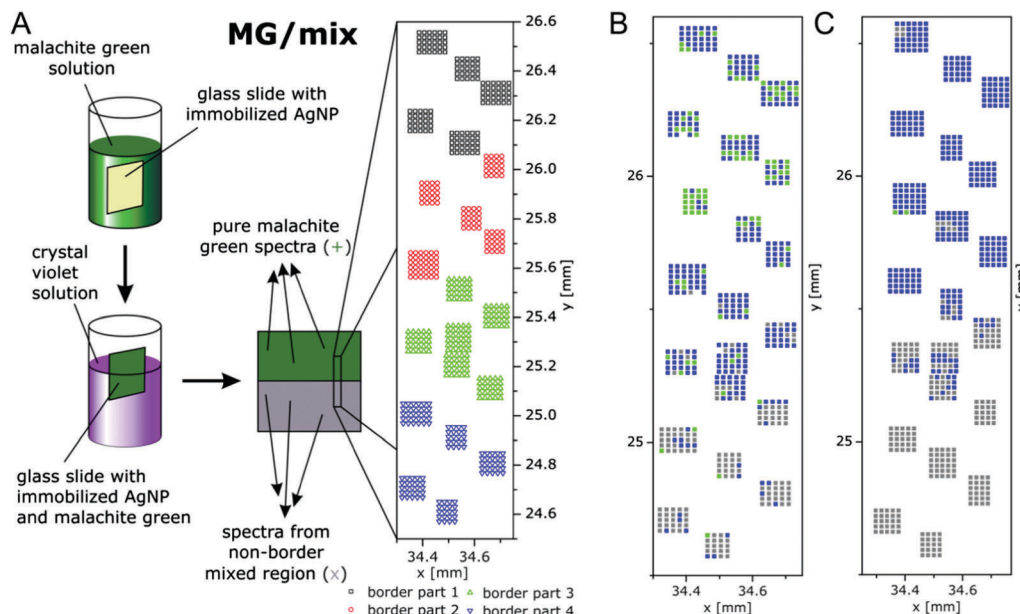 A
MG/mix
malachite green
solution
glass slide with
immobilized AgNP
crystal
violet
solution
pure malachite
green spectra (+)
glass slide with
immobilized AgNP
and malachite green
spectra from
non-border
mixed region (x)
26.6
26.4
26.2
26.0
25.8
25.6
25.4
25.2
25.0
24.8
24.6
y [mm]
34.4 34.6
x [mm]
border part 1 border part 3
border part 2 border part 4
B
26
25
y [mm]
34.4 34.6
x [mm]
C
26
25
y [mm]
34.4 34.6
x [mm]